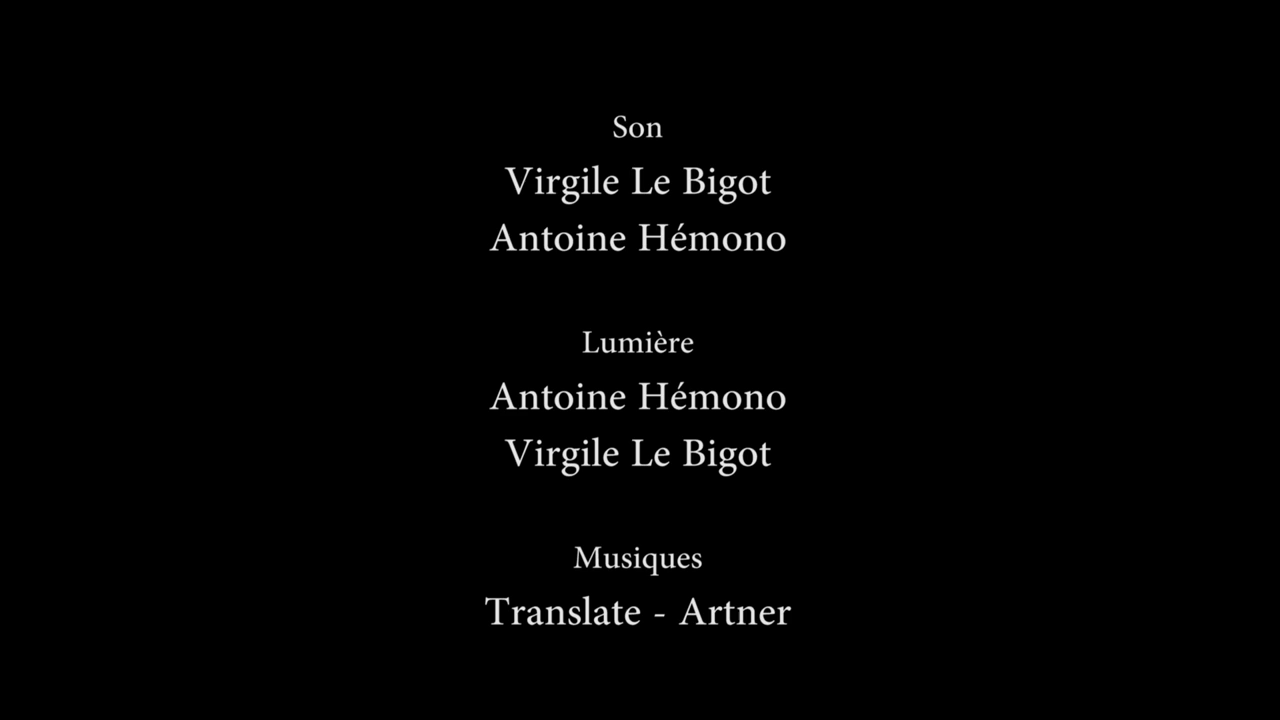 Son
Virgile Le Bigot
Antoine Hémono
Lumière
Antoine Hémono
Virgile Le Bigot
Musiques
Translate - Artner